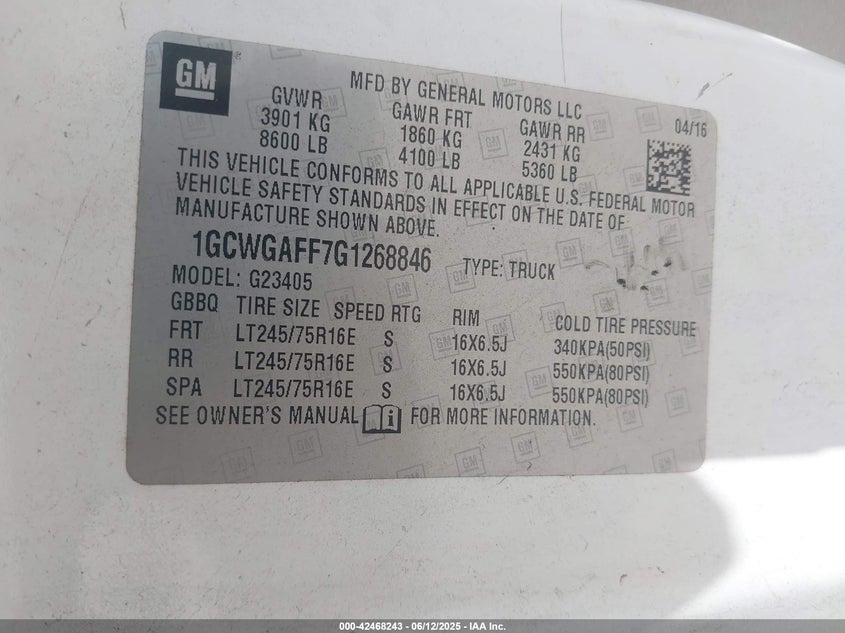 GM
MFD BY GENERAL MOTORS LLC
04/16
GVWR GAWR FRT GAWR RR
3901 KG 1860 KG 2431 KG
8600 LB 4100 LB 5360 LB
THIS VEHICLE CONFORMS TO ALL APPLICABLE U.S. FEDERAL MOTOR
VEHICLE SAFETY STANDARDS IN EFFECT ON THE DATE OF
MANUFACTURE SHOWN ABOVE.
1GCWGAFF7G1268846 TYPE: TRUCK
MODEL: G23405
GBBQ TIRE SIZE SPEED RTG RIM COLD TIRE PRESSURE
FRT LT245/75R16E S 16X6.5J 340KPA(50PSI)
RR LT245/75R16E S 16X6.5J 550KPA(80PSI)
SPA LT245/75R16E S 16X6.5J 550KPA(80PSI)
SEE OWNER'S MANUAL i FOR MORE INFORMATION.
000-42468243 - 06/12/2025 - IAA Inc.